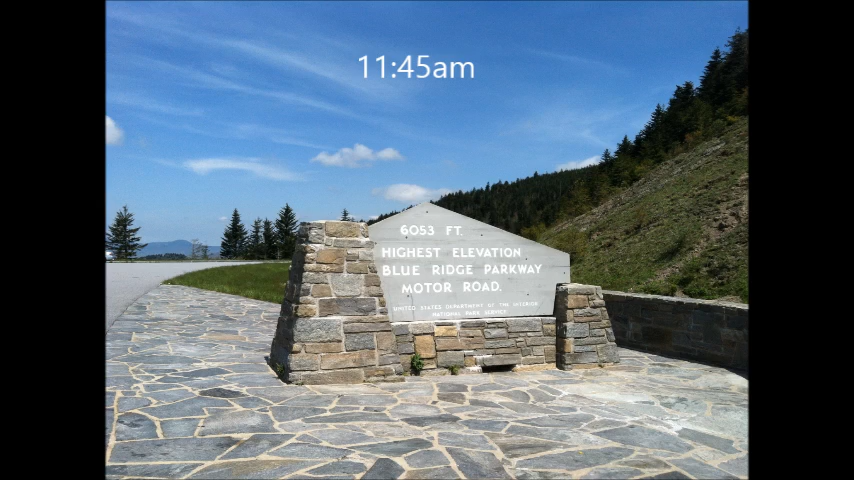 11:45am
6053 FT.
HIGHEST ELEVATION
BLUE RIDGE PARKWAY
MOTOR ROAD.
UNITED STATES DEPARTMENT OF THE INTERIOR
NATIONAL PARK SERVICE